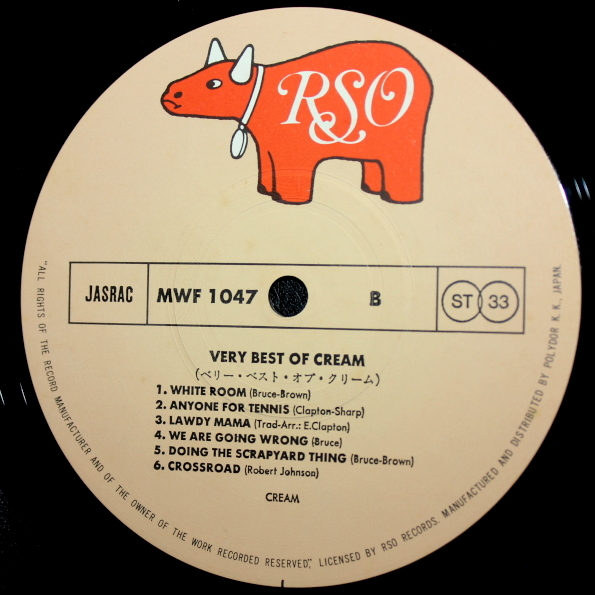 RSO
JASRAC MWF 1047 B ST 33
VERY BEST OF CREAM
(ベリー・ベスト・オブ・クリーム)
1. WHITE ROOM (Bruce-Brown)
2. ANYONE FOR TENNIS (Clapton-Sharp)
3. LAWDY MAMA (Trad-Arr.: E.Clapton)
4. WE ARE GOING WRONG (Bruce)
5. DOING THE SCRAPYARD THING (Bruce-Brown)
6. CROSSROAD (Robert Johnson)
CREAM
"ALL RIGHTS OF THE RECORD MANUFACTURER AND OF THE OWNER OF THE WORK RECORDED RESERVED," LICENSED BY RSO RECORDS. MANUFACTURED AND DISTRIBUTED BY POLYDOR K. K., JAPAN.